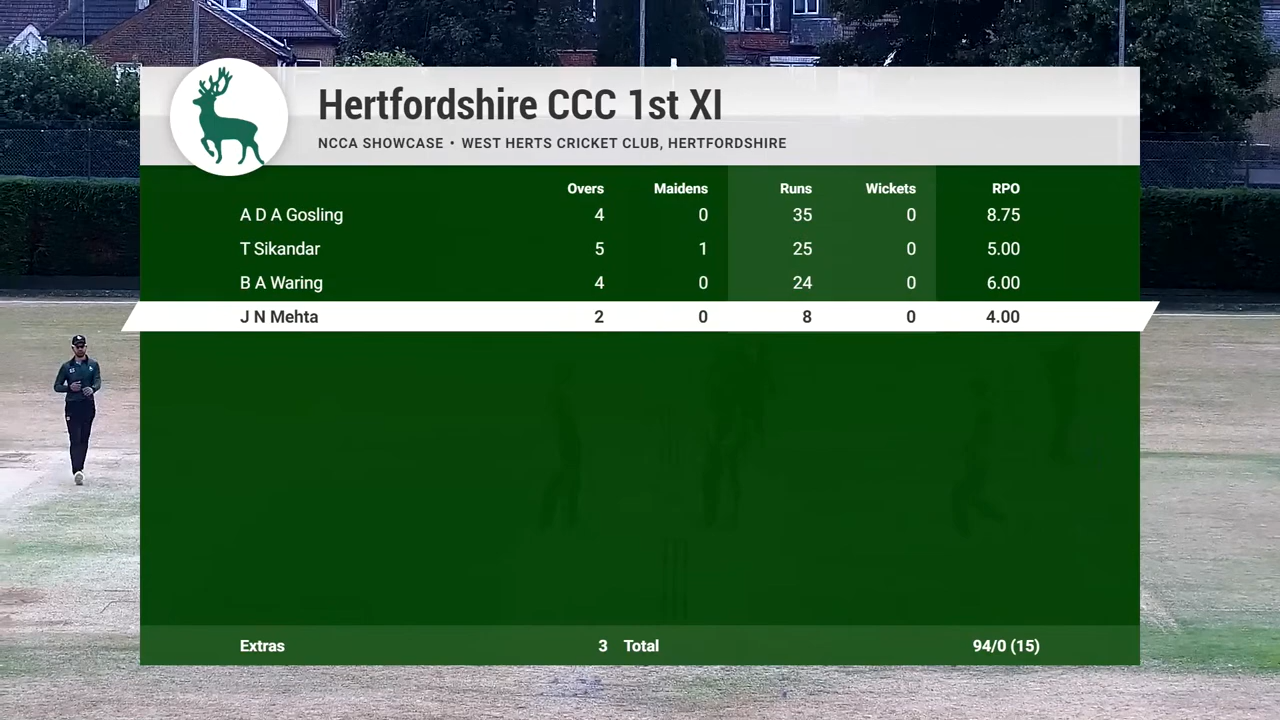 Hertfordshire CCC 1st XI
NCCA SHOWCASE • WEST HERTS CRICKET CLUB, HERTFORDSHIRE
Overs Maidens Runs Wickets RPO
A D A Gosling 4 0 35 0 8.75
T Sikandar 5 1 25 0 5.00
B A Waring 4 0 24 0 6.00
J N Mehta 2 0 8 0 4.00
Extras 3 Total 94/0 (15)